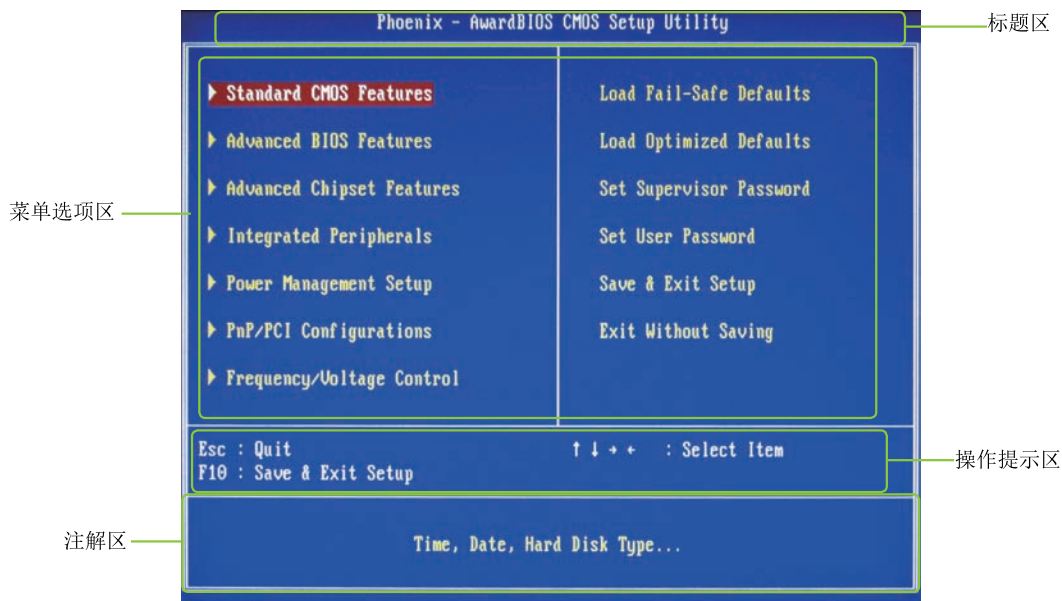 Phoenix - AwardBIOS CMOS Setup Utility
标题区
Standard CMOS Features
Advanced BIOS Features
Advanced Chipset Features
Integrated Peripherals
Power Management Setup
PnP/PCI Configurations
Frequency/Voltage Control
Load Fail-Safe Defaults
Load Optimized Defaults
Set Supervisor Password
Set User Password
Save & Exit Setup
Exit Without Saving
菜单选项区
Esc : Quit
F10 : Save & Exit Setup
↑ ↓ → ← : Select Item
操作提示区
注解区
Time, Date, Hard Disk Type...